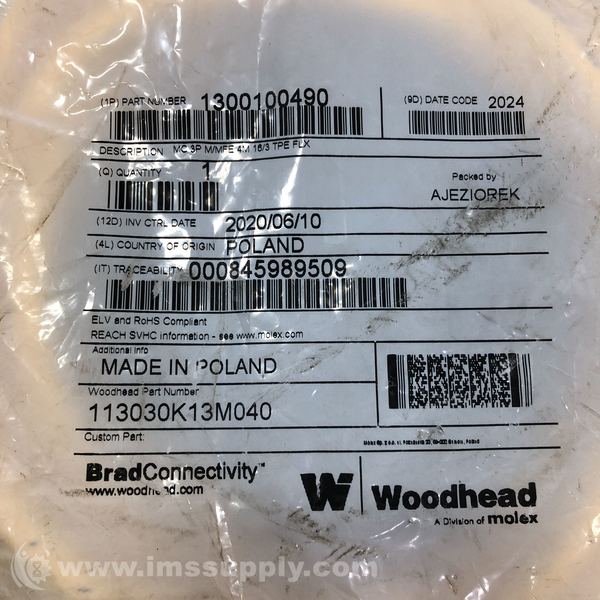 (1P) PART NUMBER 1300100490
(9D) DATE CODE 2024
DESCRIPTION MC 3P M/MFE 4M 16/3 TPE FLX
(Q) QUANTITY 1
Packed by
AJEZIOREK
(12D) INV CTRL DATE 2020/06/10
(4L) COUNTRY OF ORIGIN POLAND
(1T) TRACEABILITY 000845989509
ELV and RoHS Compliant
REACH SVHC information - see www.molex.com
Additional Info
MADE IN POLAND
Woodhead Part Number
113030K13M040
Custom Part:
BradConnectivity™
www.woodhead.com
W Woodhead
A Division of molex
www.imssupply.com